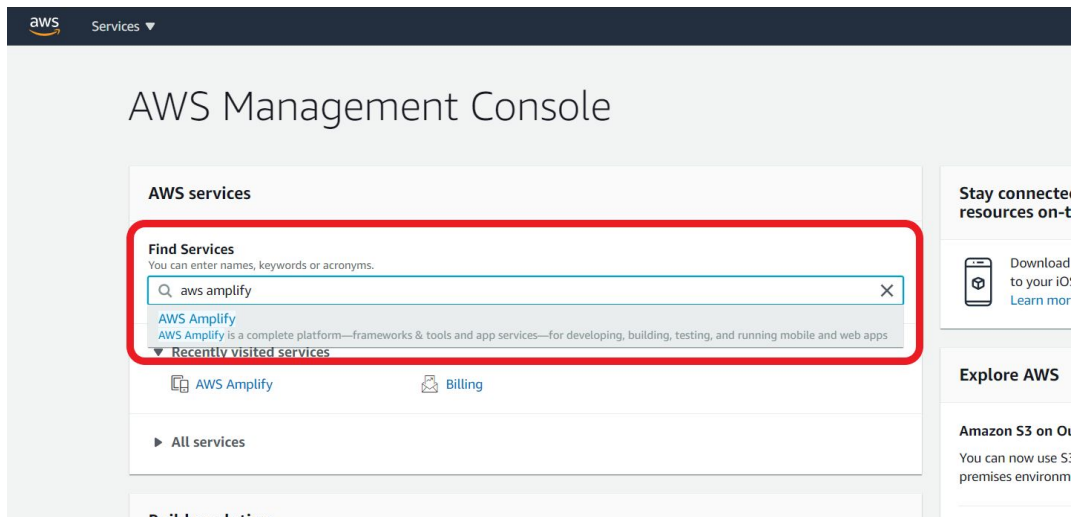 aws Services ▼
AWS Management Console
AWS services
Find Services
You can enter names, keywords or acronyms.
aws amplify
AWS Amplify
AWS Amplify is a complete platform—frameworks & tools and app services—for developing, building, testing, and running mobile and web apps
▼ Recently visited services
AWS Amplify Billing
▶ All services
Stay connected
resources on-t
Download
to your iOS
Learn mor
Explore AWS
Amazon S3 on Ou
You can now use S3
premises environm